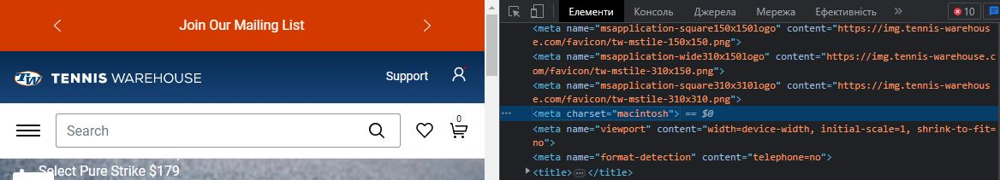 Join Our Mailing List
TW TENNIS WAREHOUSE
Support
Search
0
Select Pure Strike $179
Елементи Консоль Джерела Мережа Ефективність » 10
<meta name="msapplication-square150x150logo" content="https://img.tennis-warehous
e.com/favicon/tw-mstile-150x150.png">
<meta name="msapplication-wide310x150logo" content="https://img.tennis-warehouse.c
om/favicon/tw-mstile-310x150.png">
<meta name="msapplication-square310x310logo" content="https://img.tennis-warehous
e.com/favicon/tw-mstile-310x310.png">
<meta charset="macintosh"> == $0
<meta name="viewport" content="width=device-width, initial-scale=1, shrink-to-fit=
no">
<meta name="format-detection" content="telephone=no">
<title>…</title>